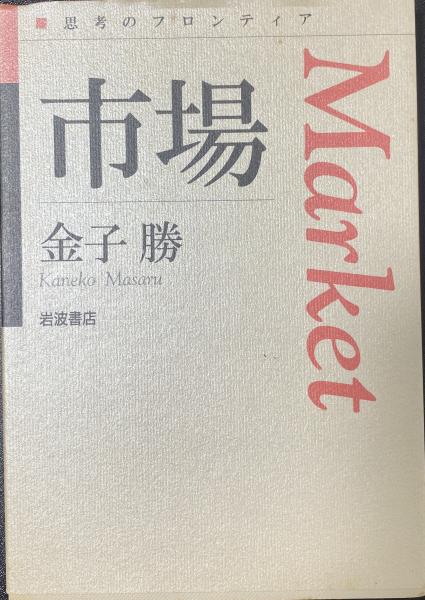 思考のフロンティア
市場
金子 勝
Kaneko Masaru
岩波書店
Market